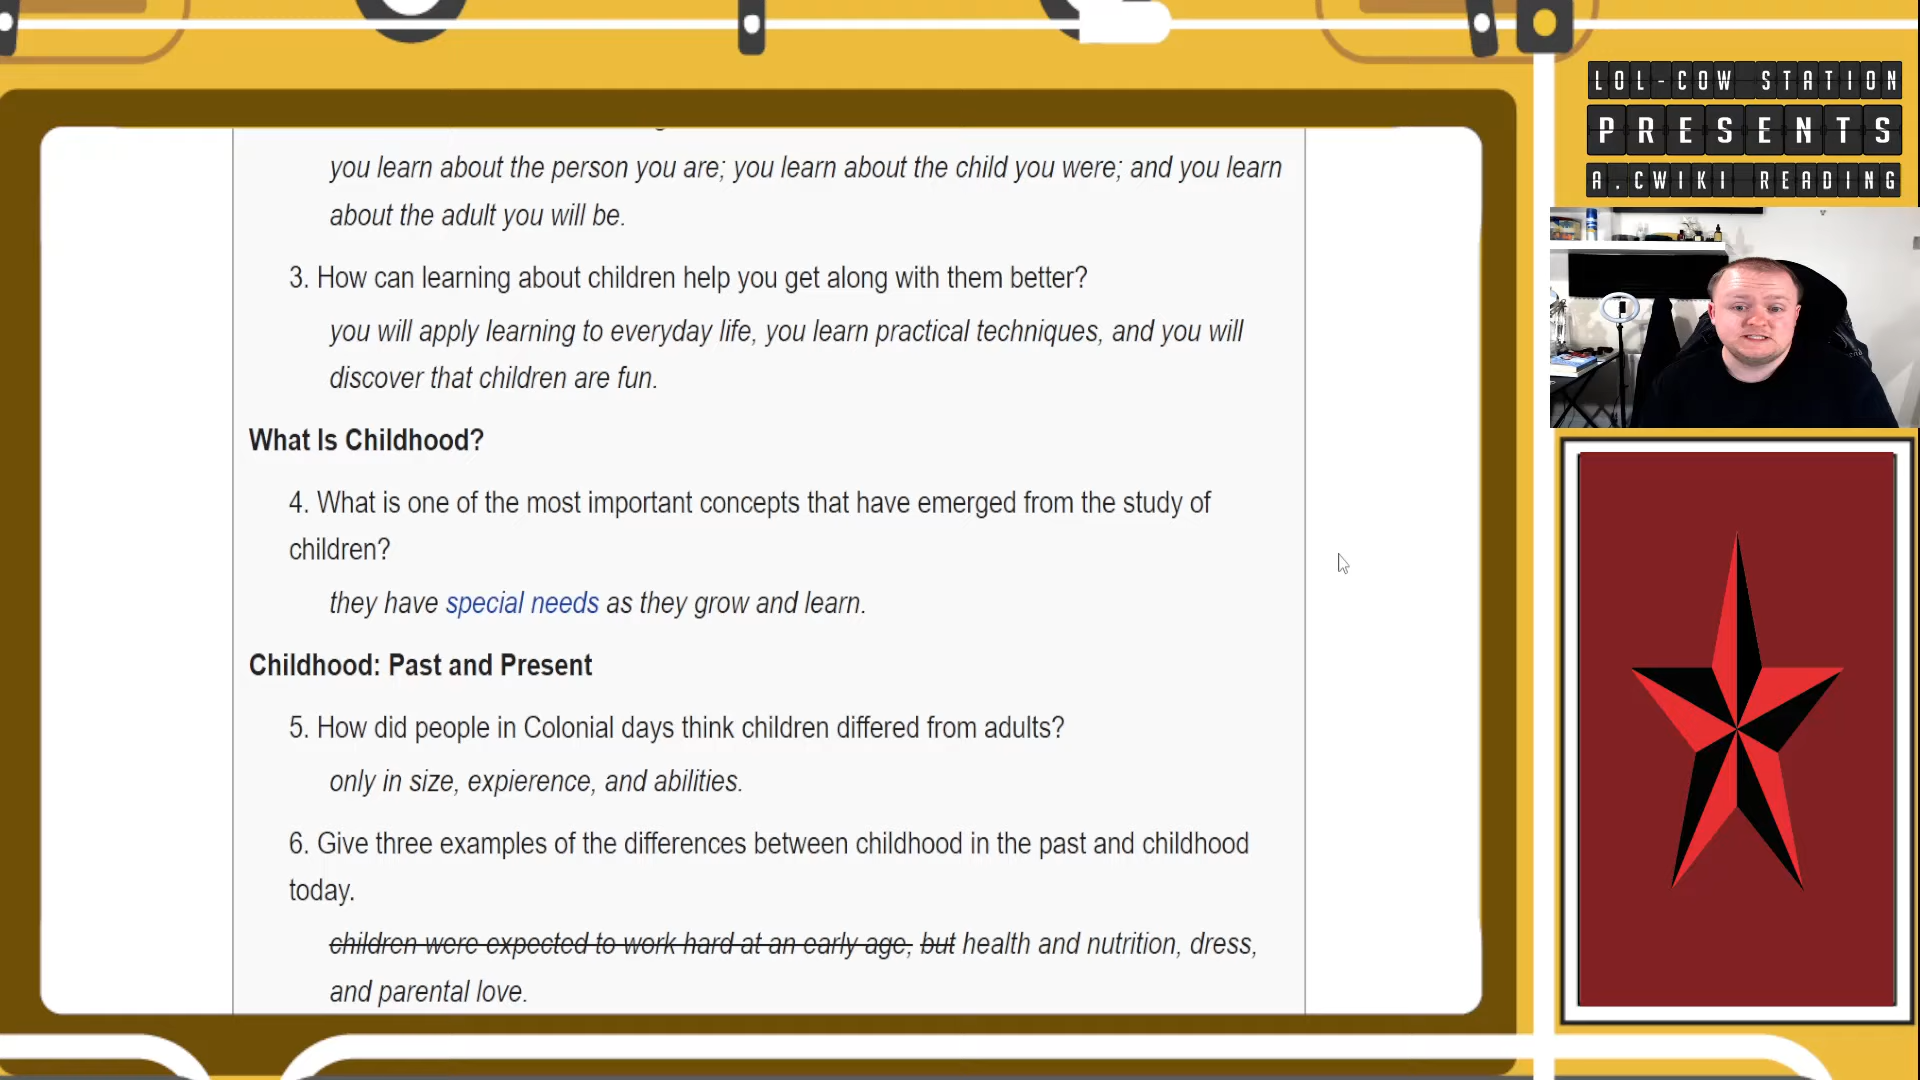 LOL-COW STATION
PRESENTS
A.CWIKI READING
you learn about the person you are; you learn about the child you were; and you learn
about the adult you will be.
3. How can learning about children help you get along with them better?
you will apply learning to everyday life, you learn practical techniques, and you will
discover that children are fun.
What Is Childhood?
4. What is one of the most important concepts that have emerged from the study of
children?
they have special needs as they grow and learn.
Childhood: Past and Present
5. How did people in Colonial days think children differed from adults?
only in size, expierence, and abilities.
6. Give three examples of the differences between childhood in the past and childhood
today.
children were expected to work hard at an early age, but health and nutrition, dress,
and parental love.